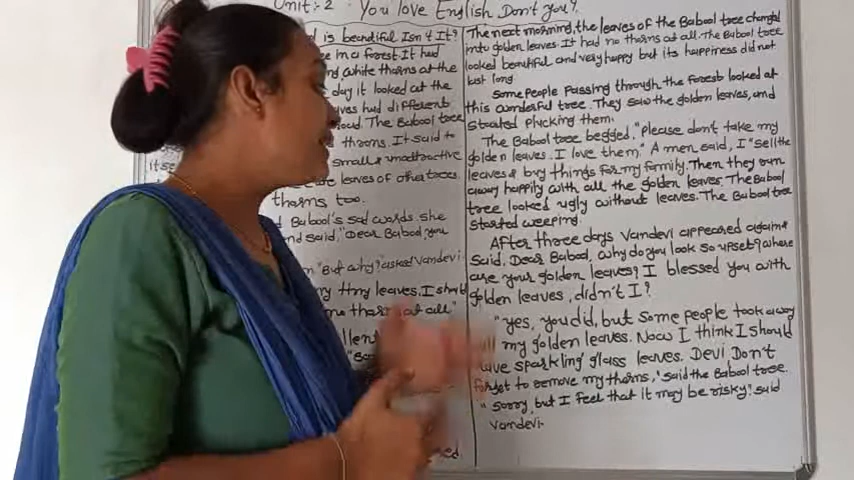 Unit:-2 You love English Don't you?
is beautiful Isn't It?
in a forest. It had
white thorns at the
day it looked at the
had different
. The Babool tree
thorns. It said to
small & unattractive
leaves of other trees.
thorns too.
Babool's sad words. she
and said, "Dear Babool you
"But why?" asked Vandevi.
my tiny leaves. I should
thorns at all"
The next morning, the leaves of the Babool tree changed
into golden leaves. It had no thorns at all. The Babool tree
looked beautiful and very happy but its happiness did not
last long
Some people Passing through the forest looked at
this wonderful tree. They saw the golden leaves, and
started plucking them.
The Babool tree begged, "Please don't take my
golden leaves. I love them." A men said, I "sell the
leaves & buy things for my family. Then they ran
away happily with all the golden leaves. The Babool
tree looked ugly without leaves. The Babool tree
started weeping.
After three days Vandevi appeared again &
said, Dear Babool, why do you look so upset? where
are your golden leaves? I blessed you with
golden leaves, didn't I?
"yes, you did, but some people took away
my golden leaves. Now I think I should
have sparkling glass leaves. Devi Don't
forget to remove my thorns," said the Babool tree.
"Sorry, but I feel that it may be risky" said
Vandevi.